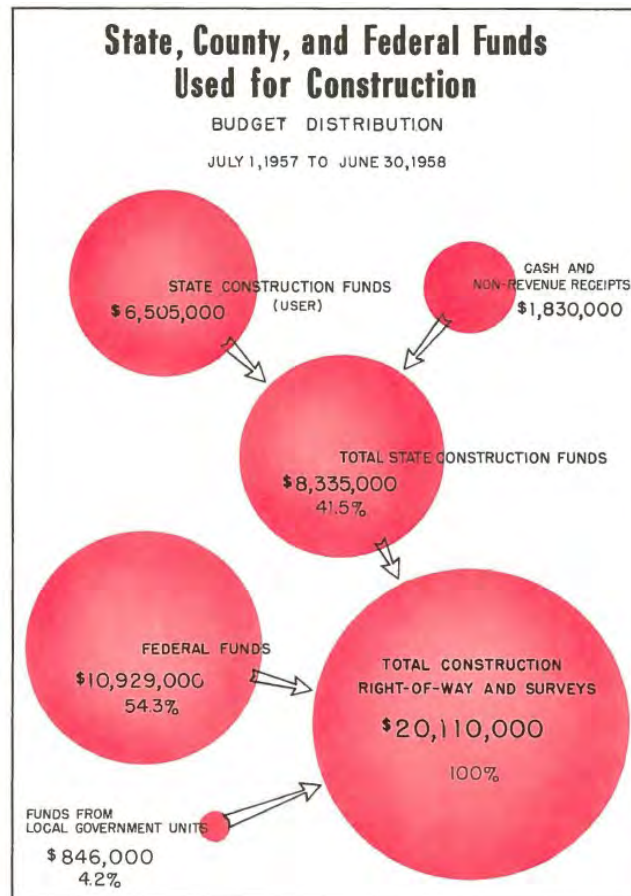 State, County, and Federal Funds
Used for Construction
BUDGET DISTRIBUTION
JULY 1, 1957 TO JUNE 30, 1958
STATE CONSTRUCTION FUNDS
(USER)
$6,505,000
CASH AND
NON-REVENUE RECEIPTS
$1,830,000
TOTAL STATE CONSTRUCTION FUNDS
$8,335,000
41.5%
FEDERAL FUNDS
$10,929,000
54.3%
TOTAL CONSTRUCTION
RIGHT-OF-WAY AND SURVEYS
$20,110,000
100%
FUNDS FROM
LOCAL GOVERNMENT UNITS
$846,000
4.2%